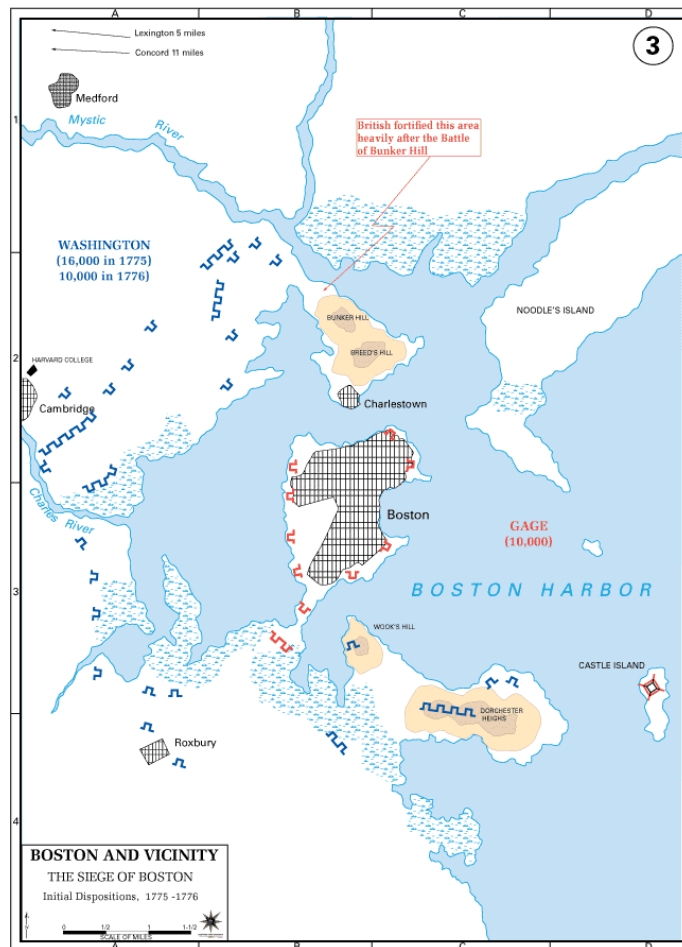 A B C D
Lexington 5 miles
Concord 11 miles
3
Medford
1
Mystic River
British fortified this area
heavily after the Battle
of Bunker Hill
WASHINGTON
(16,000 in 1775)
10,000 in 1776)
NOODLE'S ISLAND
BUNKER HILL
BREED'S HILL
2
HARVARD COLLEGE
Cambridge
Charlestown
Charles River
Boston
GAGE
(10,000)
3
BOSTON HARBOR
WOOK'S HILL
CASTLE ISLAND
DORCHESTER
HEIGHS
Roxbury
4
BOSTON AND VICINITY
THE SIEGE OF BOSTON
Initial Dispositions, 1775 -1776
0 1/2 1 1-1/2
SCALE OF MILES
A B C D